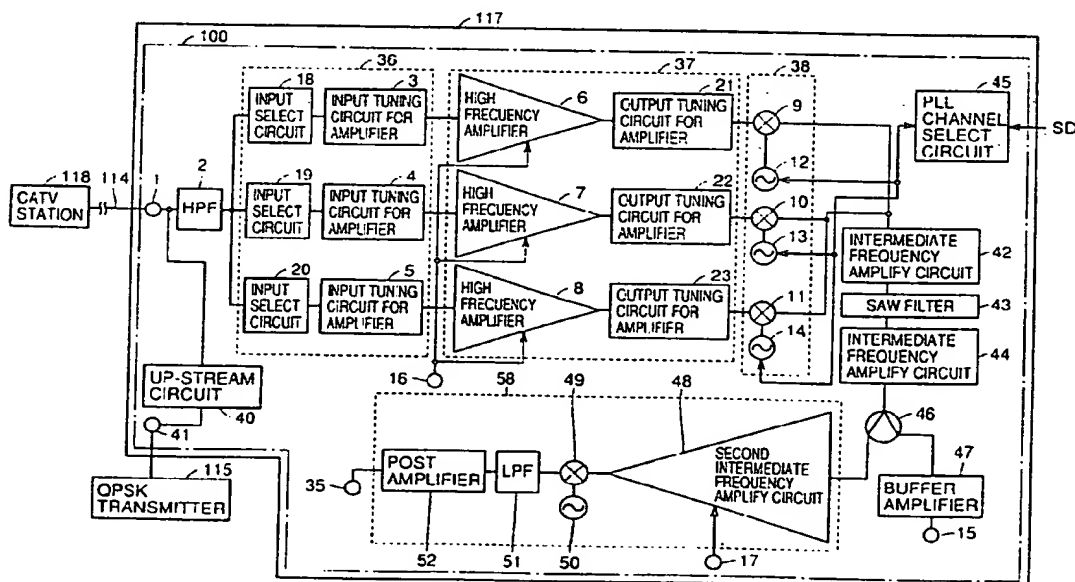 117
100
36
18
3
37
6
21
38
9
45
INPUT SELECT CIRCUIT
INPUT TUNING CIRCUIT FOR AMPLIFIER
HIGH FRECUENCY AMPLIFIER
CUTPUT TUNING CIRCUIT FOR AMPLIFIER
PLL CHANNEL SELECT CIRCUIT
SD
12
118
114
1
2
CATV STATION
HPF
19
4
7
22
10
INPUT SELECT CIRCUIT
INPUT TUNING CIRCUIT FOR AMPLIFIER
HIGH FRECUENCY AMPLIFIER
CUTPUT TUNING CIRCUIT FOR AMPLIFIER
13
INTERMEDIATE FREQUENCY AMPLIFY CIRCUIT
42
20
5
8
23
11
INPUT SELECT CIRCUIT
INPUT TUNING CIRCUIT FOR AMPLIFIER
HIGH FRECUENCY AMPLIFIER
CUTPUT TUNING CIRCUIT FOR AMPLIFIER
14
SAW FILTER
43
INTERMEDIATE FREQUENCY AMPLIFY CIRCUIT
44
16
58
49
48
UP-STREAM CIRCUIT
40
41
46
115
QPSK TRANSMITTER
35
POST AMPLIFIER
LPF
SECOND INTERMEDIATE FREQUENCY AMPLIFY CIRCUIT
47
BUFFER AMPLIFIER
52
51
50
17
15